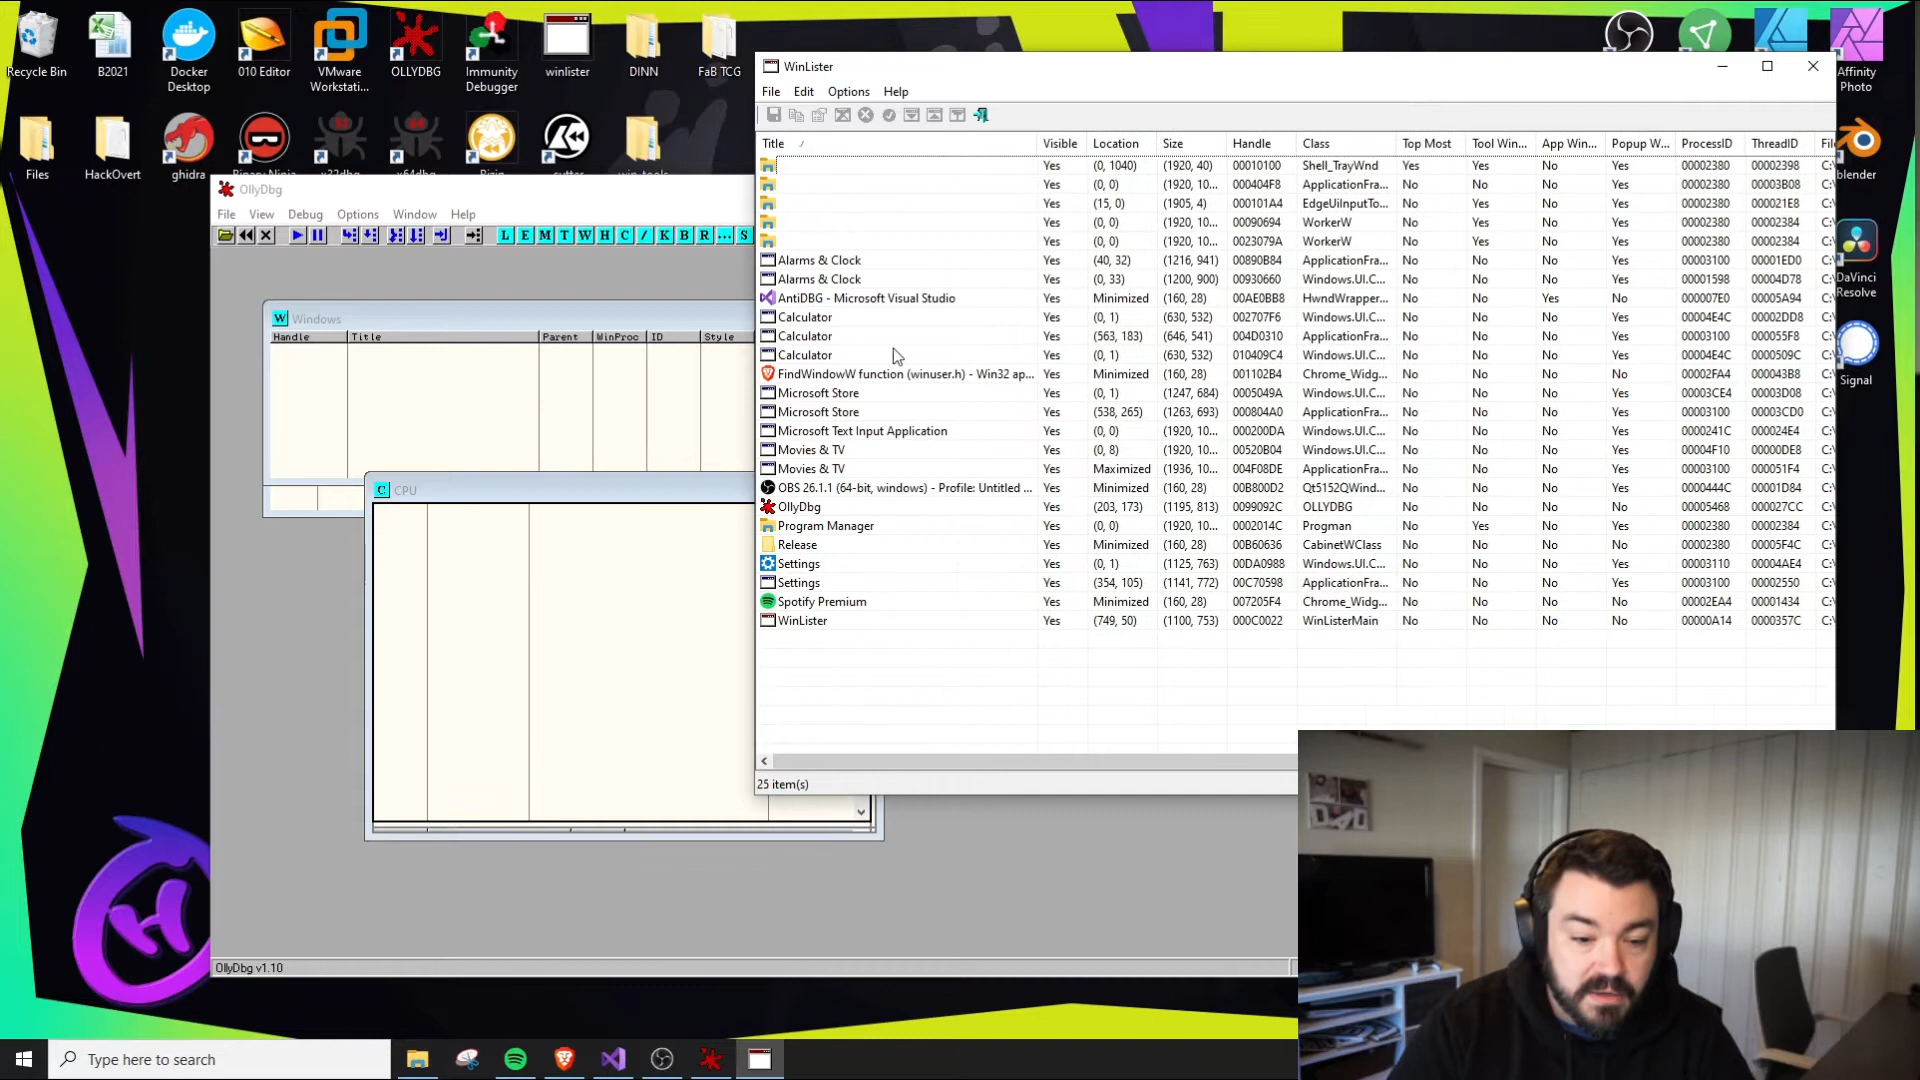 Recycle Bin
B2021
Docker Desktop
010 Editor
VMware Workstati...
OLLYDBG
Immunity Debugger
winlister
DINN
FaB TCG
Files
HackOvert
ghidra
Affinity Photo
blender
DaVinci Resolve
Signal
OllyDbg
File View Debug Options Window Help
L E M T W H C / K B R ... S
W Windows
Handle Title Parent WinProc ID Style
C CPU
OllyDbg v1.10
WinLister
File Edit Options Help
Title Visible Location Size Handle Class Top Most Tool Win... App Win... Popup W... ProcessID ThreadID Fil
Yes (0, 1040) (1920, 40) 00010100 Shell_TrayWnd Yes Yes No Yes 00002380 00002398 C:\
Yes (0, 0) (1920, 10... 000404F8 ApplicationFra... No No No Yes 00002380 00003B08 C:\
Yes (15, 0) (1905, 4) 000101A4 EdgeUiInputTo... No Yes No Yes 00002380 000021E8 C:\
Yes (0, 0) (1920, 10... 00090694 WorkerW No Yes No Yes 00002380 00002384 C:\
Yes (0, 0) (1920, 10... 0023079A WorkerW No Yes No Yes 00002380 00002384 C:\
Alarms & Clock Yes (40, 32) (1216, 941) 00890B84 ApplicationFra... No No No Yes 00003100 00001ED0 C:\
Alarms & Clock Yes (0, 33) (1200, 900) 00930660 Windows.UI.C... No No No Yes 00001598 00004D78 C:\
AntiDBG - Microsoft Visual Studio Yes Minimized (160, 28) 00AE0BB8 HwndWrapper... No No Yes No 000007E0 00005A94 C:\
Calculator Yes (0, 1) (630, 532) 002707F6 Windows.UI.C... No No No Yes 00004E4C 00002DD8 C:\
Calculator Yes (563, 183) (646, 541) 004D0310 ApplicationFra... No No No Yes 00003100 000055F8 C:\
Calculator Yes (0, 1) (630, 532) 010409C4 Windows.UI.C... No No No Yes 00004E4C 0000509C C:\
FindWindowW function (winuser.h) - Win32 ap... Yes Minimized (160, 28) 001102B4 Chrome_Widg... No No No No 00002FA4 000043B8 C:\
Microsoft Store Yes (0, 1) (1247, 684) 0005049A Windows.UI.C... No No No Yes 00003CE4 00003D08 C:\
Microsoft Store Yes (538, 265) (1263, 693) 000804A0 ApplicationFra... No No No Yes 00003100 00003CD0 C:\
Microsoft Text Input Application Yes (0, 0) (1920, 10... 000200DA Windows.UI.C... No No No Yes 0000241C 000024E4 C:\
Movies & TV Yes (0, 8) (1920, 10... 00520B04 Windows.UI.C... No No No Yes 00004F10 00000DE8 C:\
Movies & TV Yes Maximized (1936, 10... 004F08DE ApplicationFra... No No No Yes 00003100 000051F4 C:\
OBS 26.1.1 (64-bit, windows) - Profile: Untitled ... Yes Minimized (160, 28) 00B800D2 Qt5152QWind... No No No Yes 0000444C 00001D84 C:\
OllyDbg Yes (203, 173) (1195, 813) 0099092C OLLYDBG No No No No 00005468 000027CC C:\
Program Manager Yes (0, 0) (1920, 10... 0002014C Progman No Yes No Yes 00002380 00002384 C:\
Release Yes Minimized (160, 28) 00B60636 CabinetWClass No No No No 00002380 00005F4C C:\
Settings Yes (0, 1) (1125, 763) 00DA0988 Windows.UI.C... No No No Yes 00003110 00004AE4 C:\
Settings Yes (354, 105) (1141, 772) 00C70598 ApplicationFra... No No No Yes 00003100 00002550 C:\
Spotify Premium Yes Minimized (160, 28) 007205F4 Chrome_Widg... No No No No 00002EA4 00001434 C:\
WinLister Yes (749, 50) (1100, 753) 000C0022 WinListerMain No No No No 00000A14 0000357C C:\
25 item(s)
DAD
Type here to search